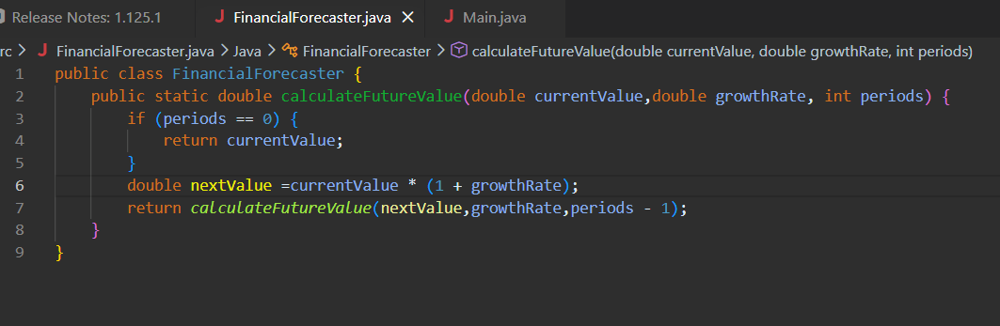 Release Notes: 1.125.1 J FinancialForecaster.java × J Main.java
rc > J FinancialForecaster.java > Java > FinancialForecaster > calculateFutureValue(double currentValue, double growthRate, int periods)
1 public class FinancialForecaster {
2 public static double calculateFutureValue(double currentValue,double growthRate, int periods) {
3 if (periods == 0) {
4 return currentValue;
5 }
6 double nextValue =currentValue * (1 + growthRate);
7 return calculateFutureValue(nextValue,growthRate,periods - 1);
8 }
9 }